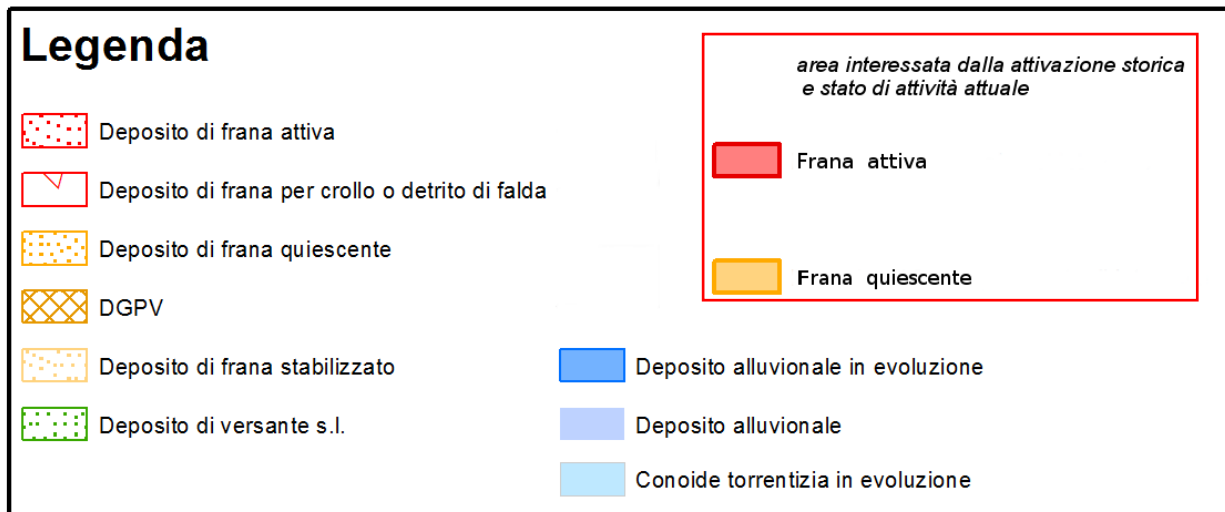 Legenda
Deposito di frana attiva
Deposito di frana per crollo o detrito di falda
Deposito di frana quiescente
DGPV
Deposito di frana stabilizzato
Deposito di versante s.l.
area interessata dalla attivazione storica
e stato di attività attuale
Frana attiva
Frana quiescente
Deposito alluvionale in evoluzione
Deposito alluvionale
Conoide torrentizia in evoluzione